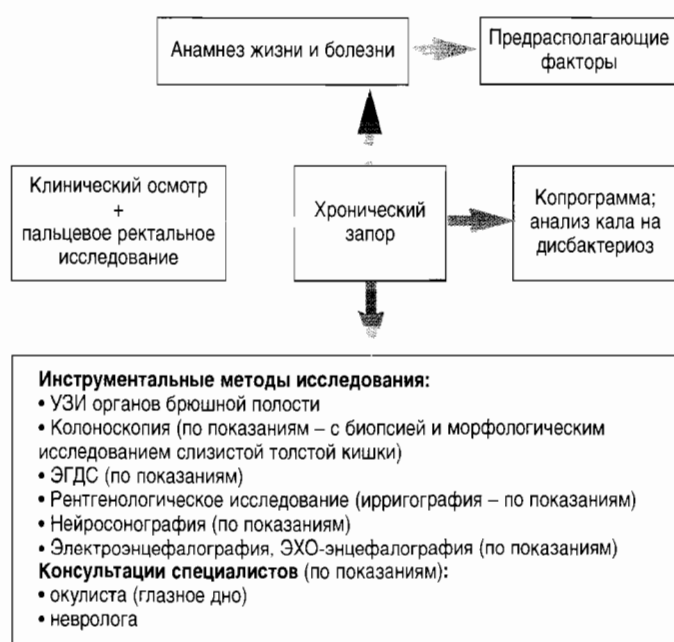 Анамнез жизни и болезни
Предрасполагающие
факторы
Клинический осмотр
+
пальцевое ректальное
исследование
Хронический
запор
Копрограмма;
анализ кала на
дисбактериоз
Инструментальные методы исследования:
• УЗИ органов брюшной полости
• Колоноскопия (по показаниям – с биопсией и морфологическим
исследованием слизистой толстой кишки)
• ЭГДС (по показаниям)
• Рентгенологическое исследование (ирригография – по показаниям)
• Нейросонография (по показаниям)
• Электроэнцефалография, ЭХО-энцефалография (по показаниям)
Консультации специалистов (по показаниям):
• окулиста (глазное дно)
• невролога